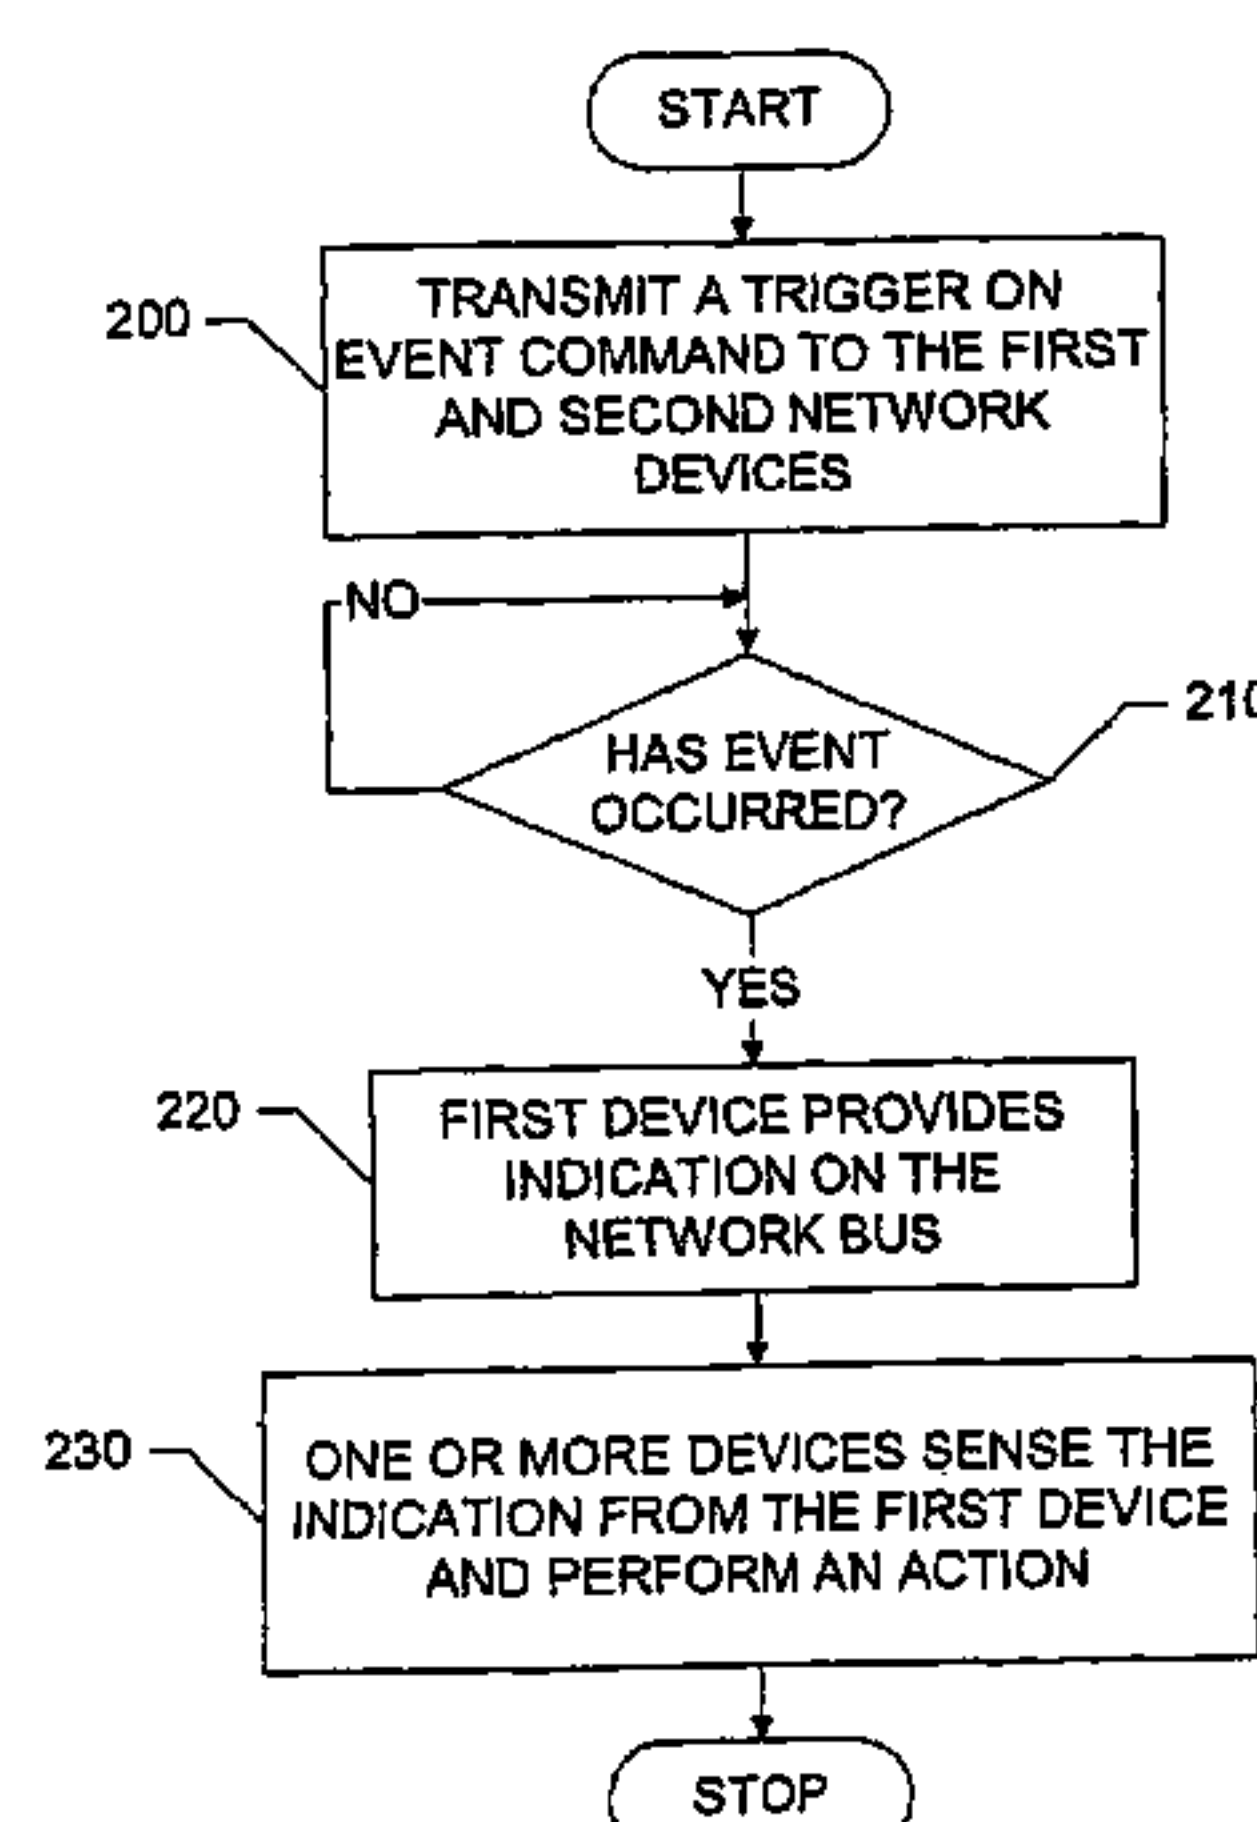 START
200
TRANSMIT A TRIGGER ON
EVENT COMMAND TO THE FIRST
AND SECOND NETWORK
DEVICES
NO
210
HAS EVENT
OCCURRED?
YES
220
FIRST DEVICE PROVIDES
INDICATION ON THE
NETWORK BUS
230
ONE OR MORE DEVICES SENSE THE
INDICATION FROM THE FIRST DEVICE
AND PERFORM AN ACTION
STOP